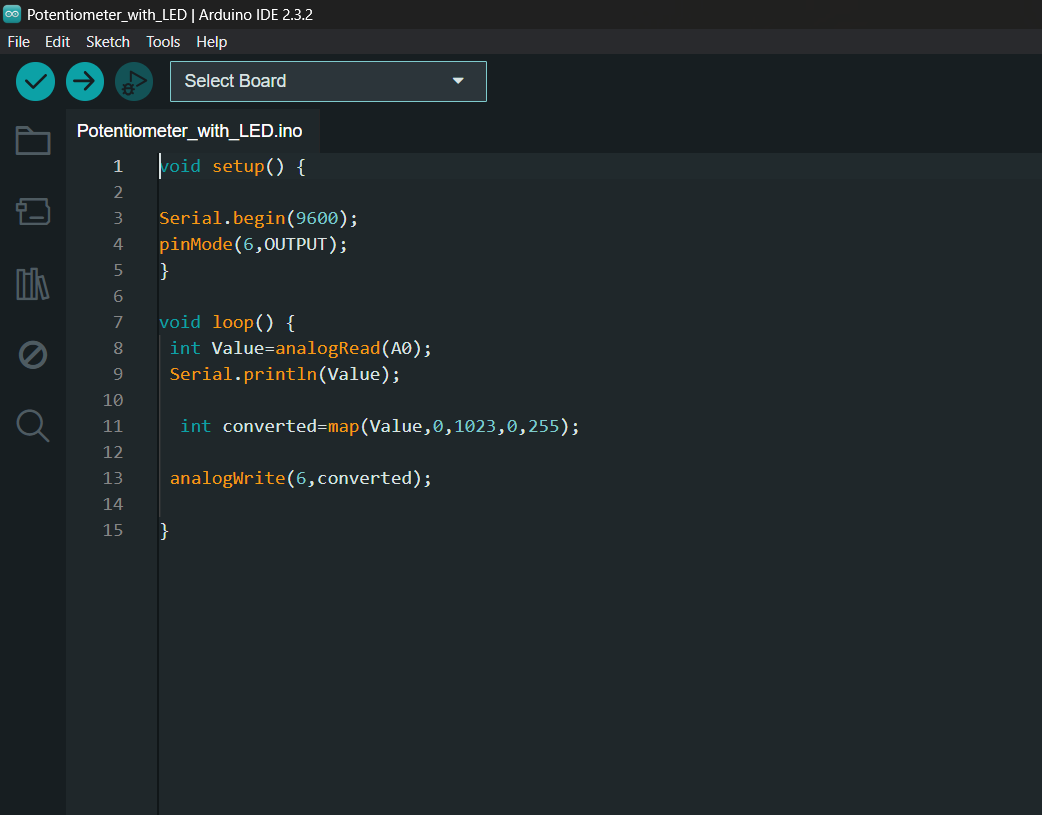 Potentiometer_with_LED | Arduino IDE 2.3.2
File Edit Sketch Tools Help
Select Board
Potentiometer_with_LED.ino
1 void setup() {
2
3 Serial.begin(9600);
4 pinMode(6,OUTPUT);
5 }
6
7 void loop() {
8  int Value=analogRead(A0);
9  Serial.println(Value);
10
11   int converted=map(Value,0,1023,0,255);
12
13  analogWrite(6,converted);
14
15 }